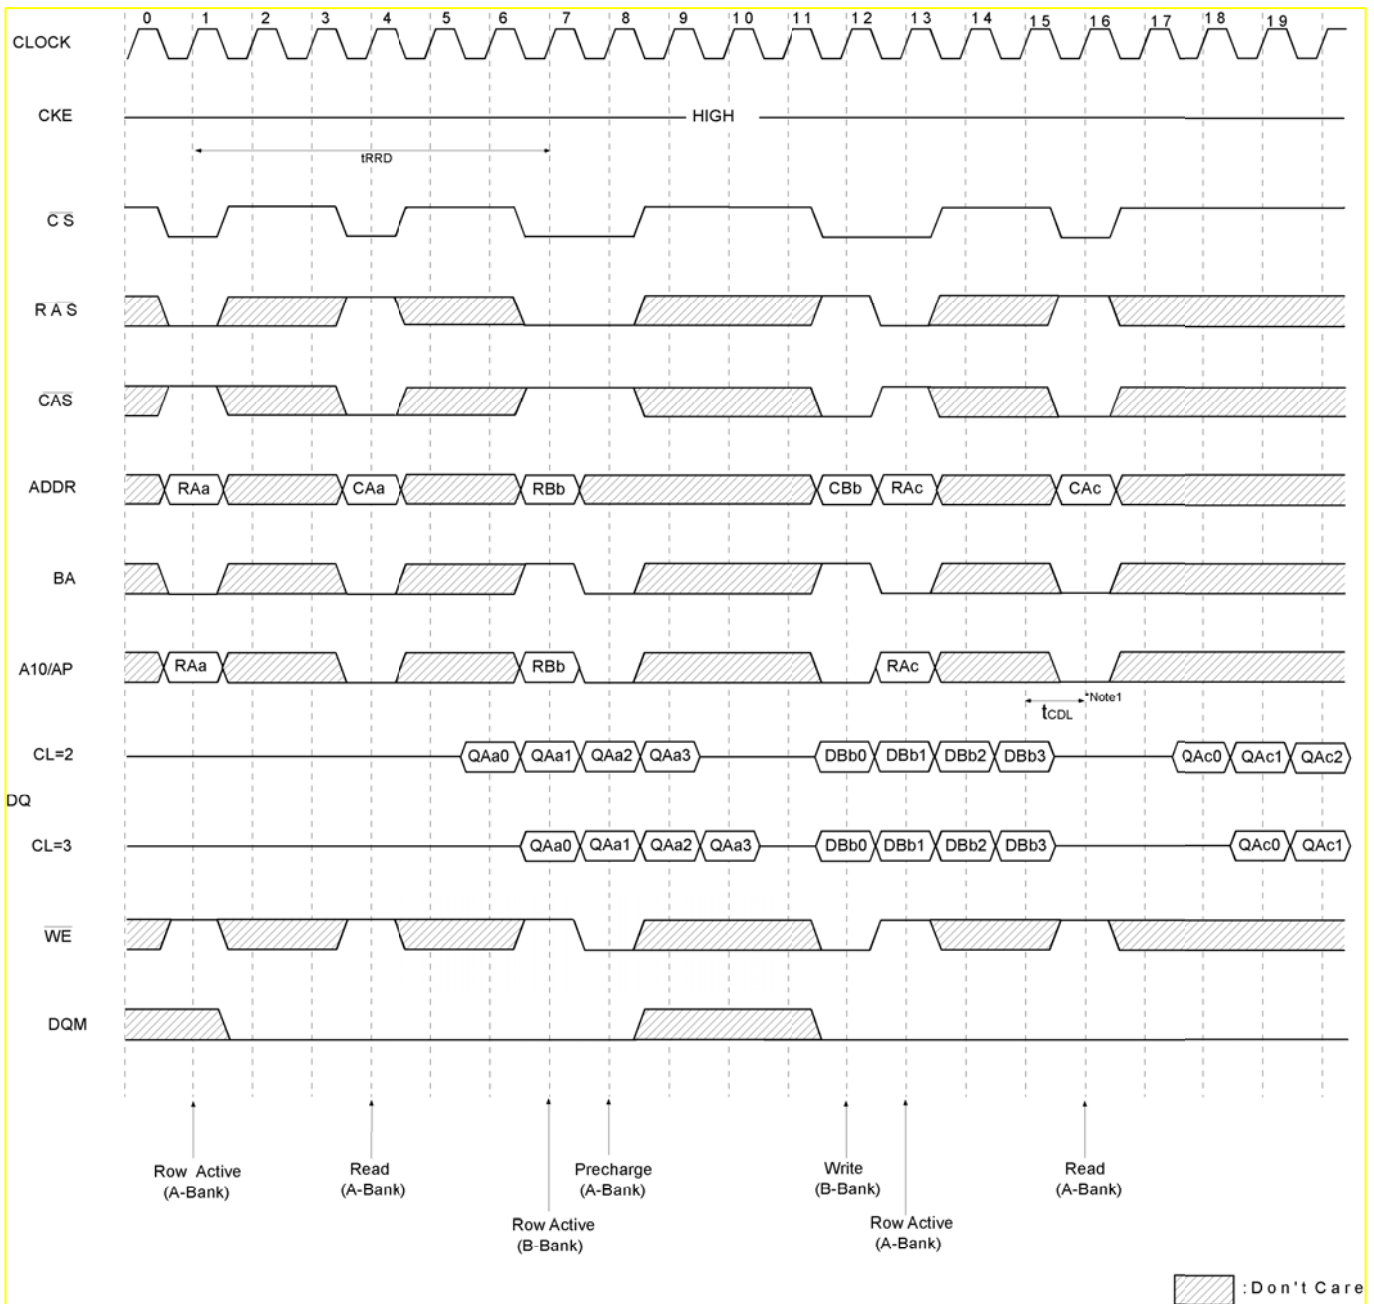 0 1 2 3 4 5 6 7 8 9 10 11 12 13 14 15 16 17 18 19
CLOCK
CKE HIGH
tRRD
CS
RAS
CAS
ADDR RAa CAa RBb CBb RAc CAc
BA
A10/AP RAa RBb RAc
tCDL *Note1
CL=2 QAa0 QAa1 QAa2 QAa3 DBb0 DBb1 DBb2 DBb3 QAc0 QAc1 QAc2
DQ
CL=3 QAa0 QAa1 QAa2 QAa3 DBb0 DBb1 DBb2 DBb3 QAc0 QAc1
WE
DQM
Row Active Read Precharge Write Read
(A-Bank) (A-Bank) (A-Bank) (B-Bank) (A-Bank)
Row Active Row Active
(B-Bank) (A-Bank)
:Don't Care